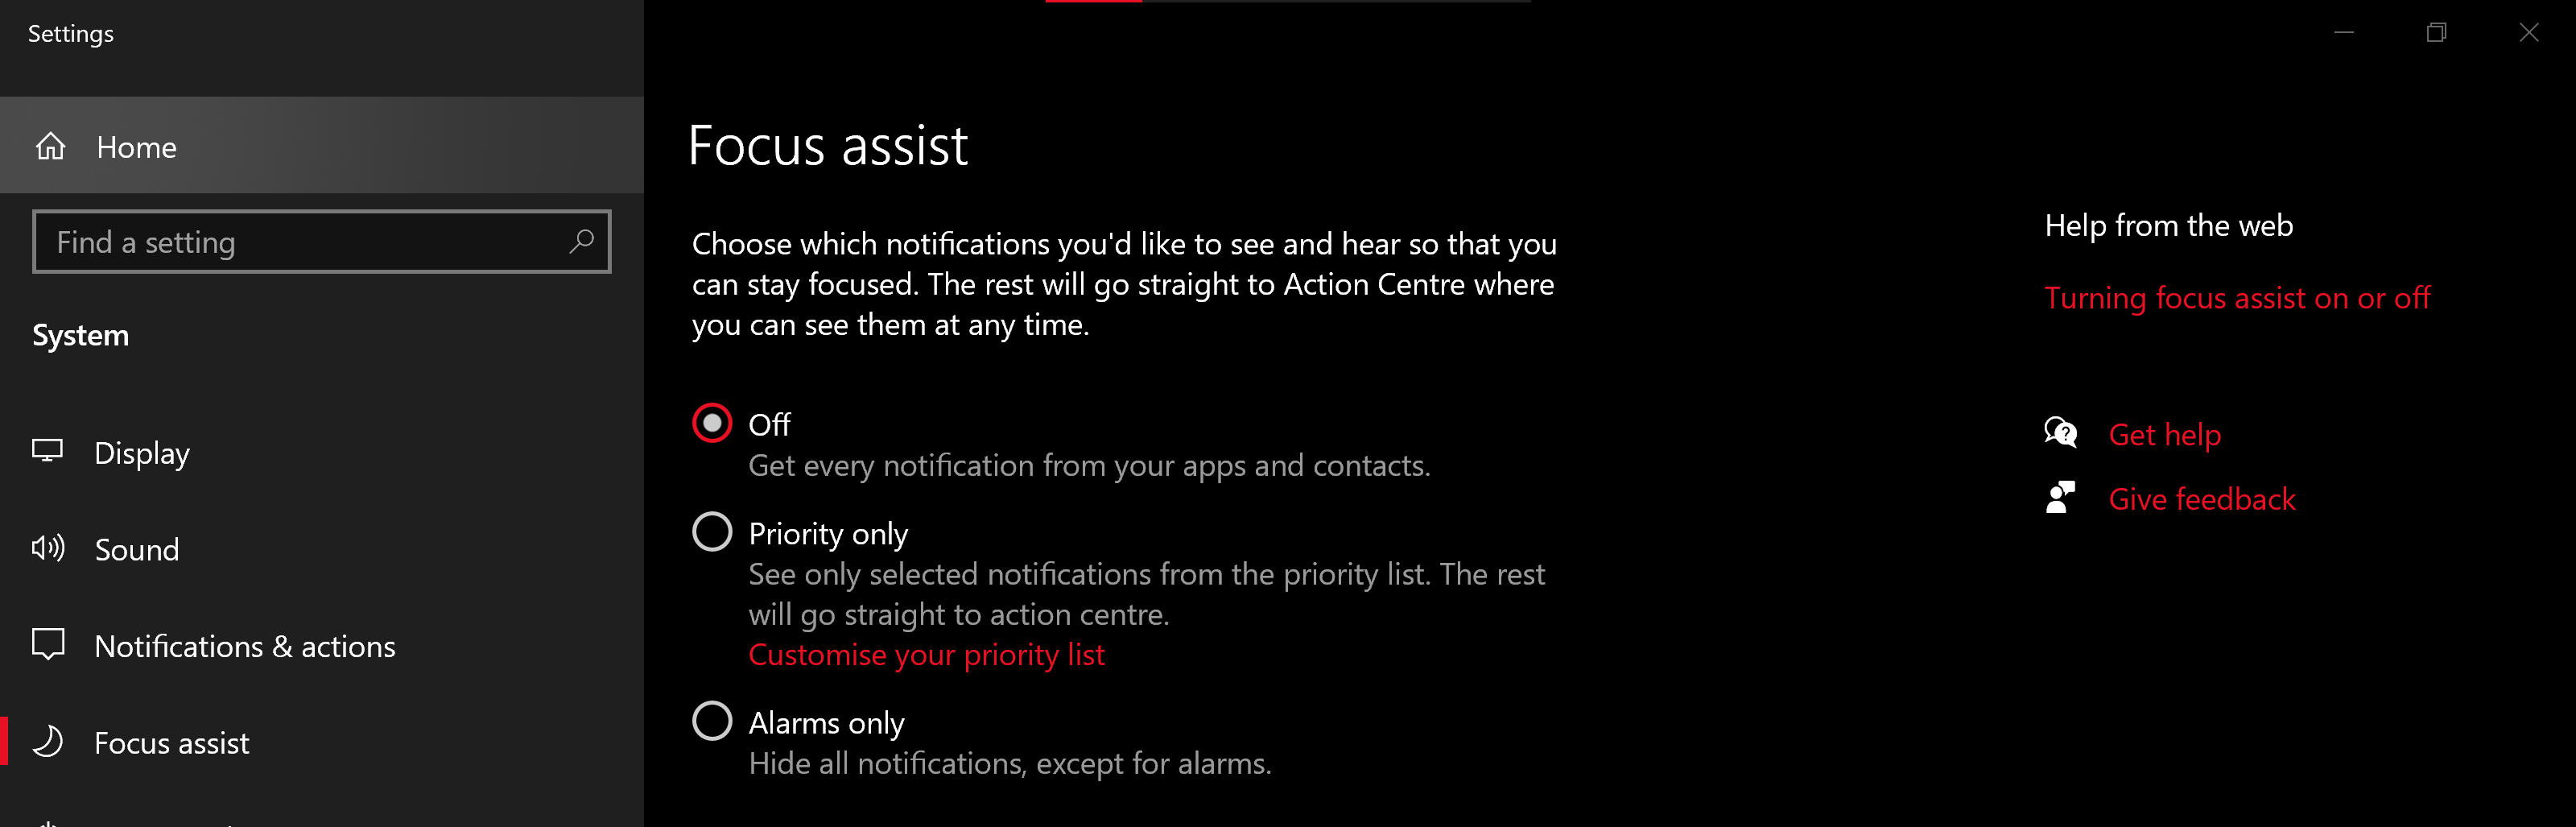 Settings
Home
Find a setting
System
Display
Sound
Notifications & actions
Focus assist
Focus assist
Choose which notifications you'd like to see and hear so that you
can stay focused. The rest will go straight to Action Centre where
you can see them at any time.
Off
Get every notification from your apps and contacts.
Priority only
See only selected notifications from the priority list. The rest
will go straight to action centre.
Customise your priority list
Alarms only
Hide all notifications, except for alarms.
Help from the web
Turning focus assist on or off
Get help
Give feedback